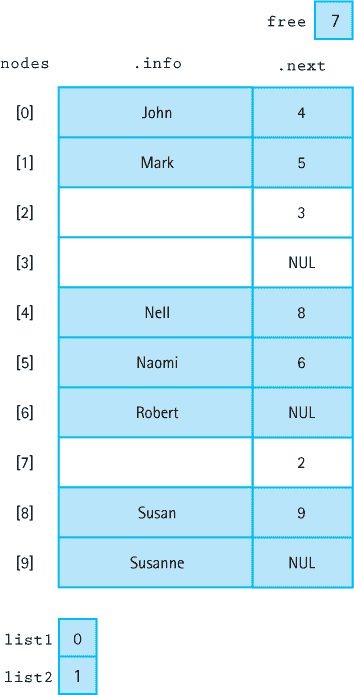 free 7
nodes .info .next
[0] John 4
[1] Mark 5
[2] 3
[3] NUL
[4] Nell 8
[5] Naomi 6
[6] Robert NUL
[7] 2
[8] Susan 9
[9] Susanne NUL
list1 0
list2 1